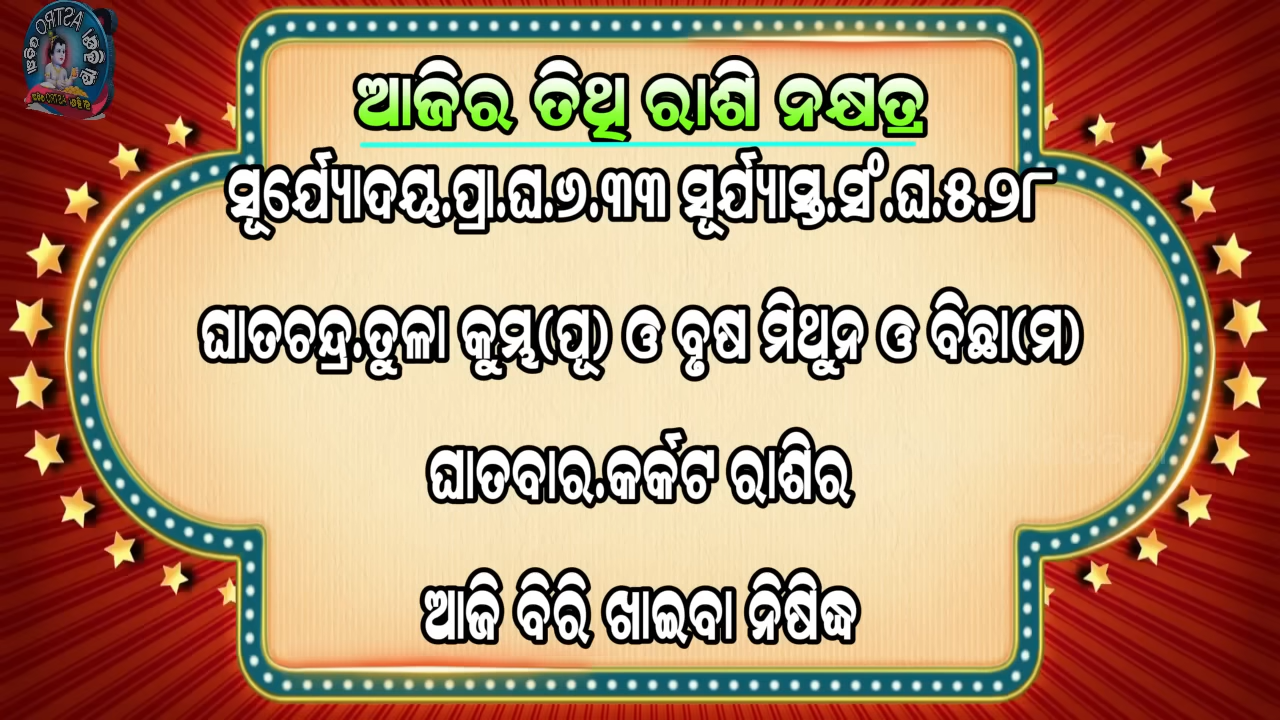 ଆଜିର ତିଥି ରାଶି ନକ୍ଷତ୍ର
ସୂର୍ଯ୍ୟୋଦୟ.ପ୍ରା.ଘ.୬.୩୩ ସୂର୍ଯ୍ୟାସ୍ତ.ସଂ.ଘ.୫.୨୮
ଘାତଚନ୍ଦ୍ର.ତୁଳା କୁମ୍ଭ(ପୂ) ଓ ବୃଷ ମିଥୁନ ଓ ବିଛା(ମ)
ଘାତବାର.କର୍କଟ ରାଶିର
ଆଜି ବିରି ଖାଇବା ନିଷିଦ୍ଧ